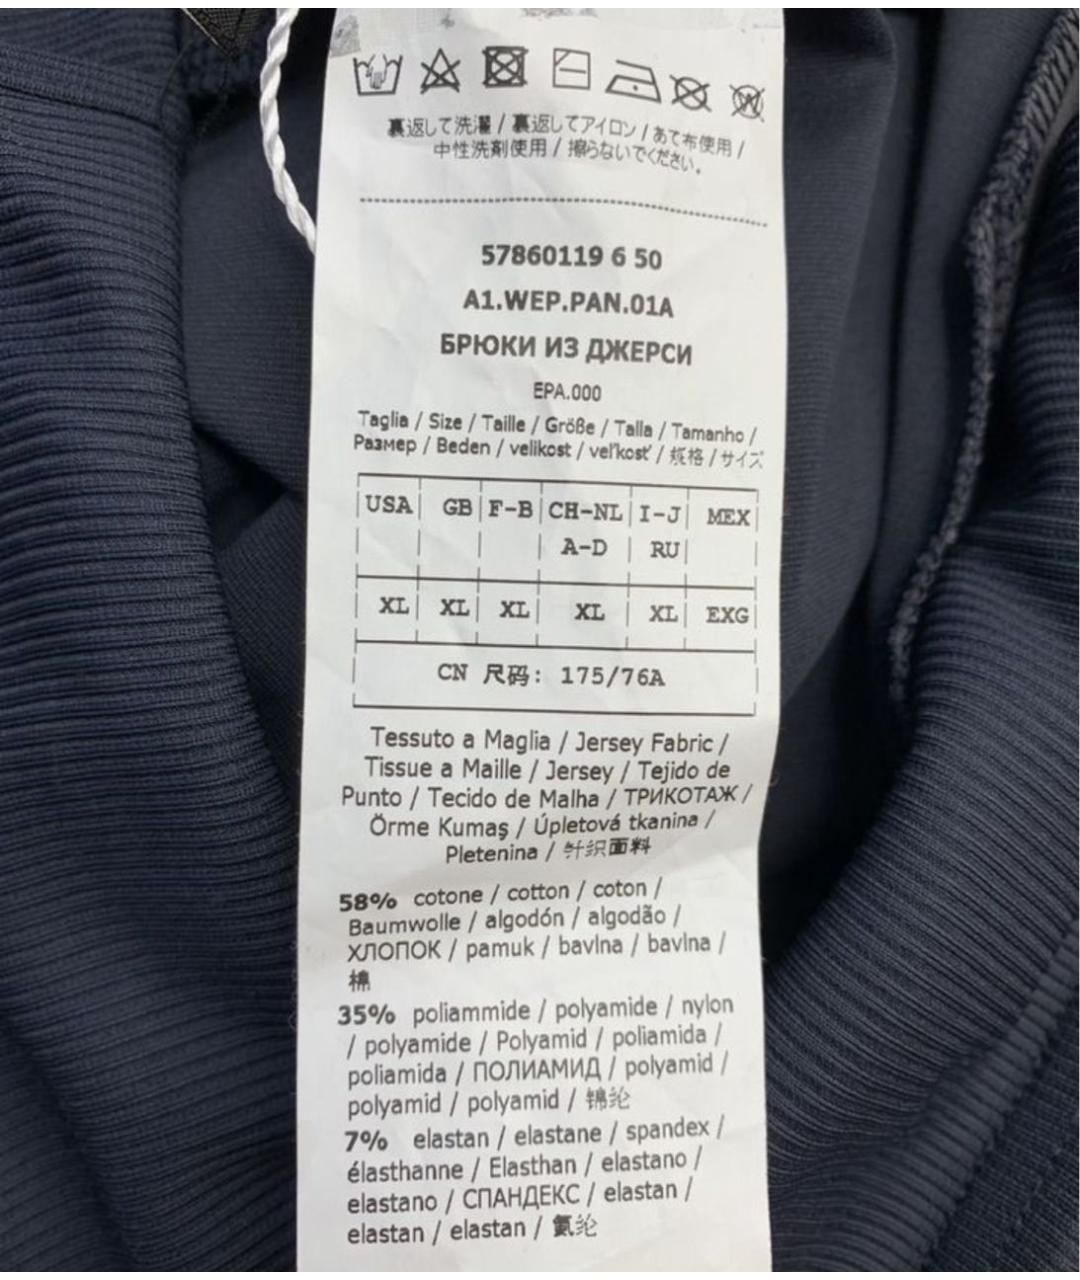 裏返して洗濯 / 裏返してアイロン / あて布使用 /
中性洗剤使用 / 擦らないでください。
57860119 6 50
A1.WEP.PAN.01A
БРЮКИ ИЗ ДЖЕРСИ
EPA.000
Taglia / Size / Taille / Größe / Talla / Tamanho /
Размер / Beden / velikost / veľkosť / 规格 / サイズ
USA GB F-B CH-NL I-J MEX
A-D RU
XL XL XL XL XL EXG
CN 尺码: 175/76A
Tessuto a Maglia / Jersey Fabric /
Tissue a Maille / Jersey / Tejido de
Punto / Tecido de Malha / ТРИКОТАЖ /
Örme Kumaş / Úpletová tkanina /
Pletenina / 针织面料
58% cotone / cotton / coton /
Baumwolle / algodón / algodão /
ХЛОПОК / pamuk / bavlna / bavlna /
棉
35% poliammide / polyamide / nylon
/ polyamide / Polyamid / poliamida /
poliamida / ПОЛИАМИД / polyamid /
polyamid / polyamid / 锦纶
7% elastan / elastane / spandex /
élasthanne / Elasthan / elastano /
elastano / СПАНДЕКС / elastan /
elastan / elastan / 氨纶